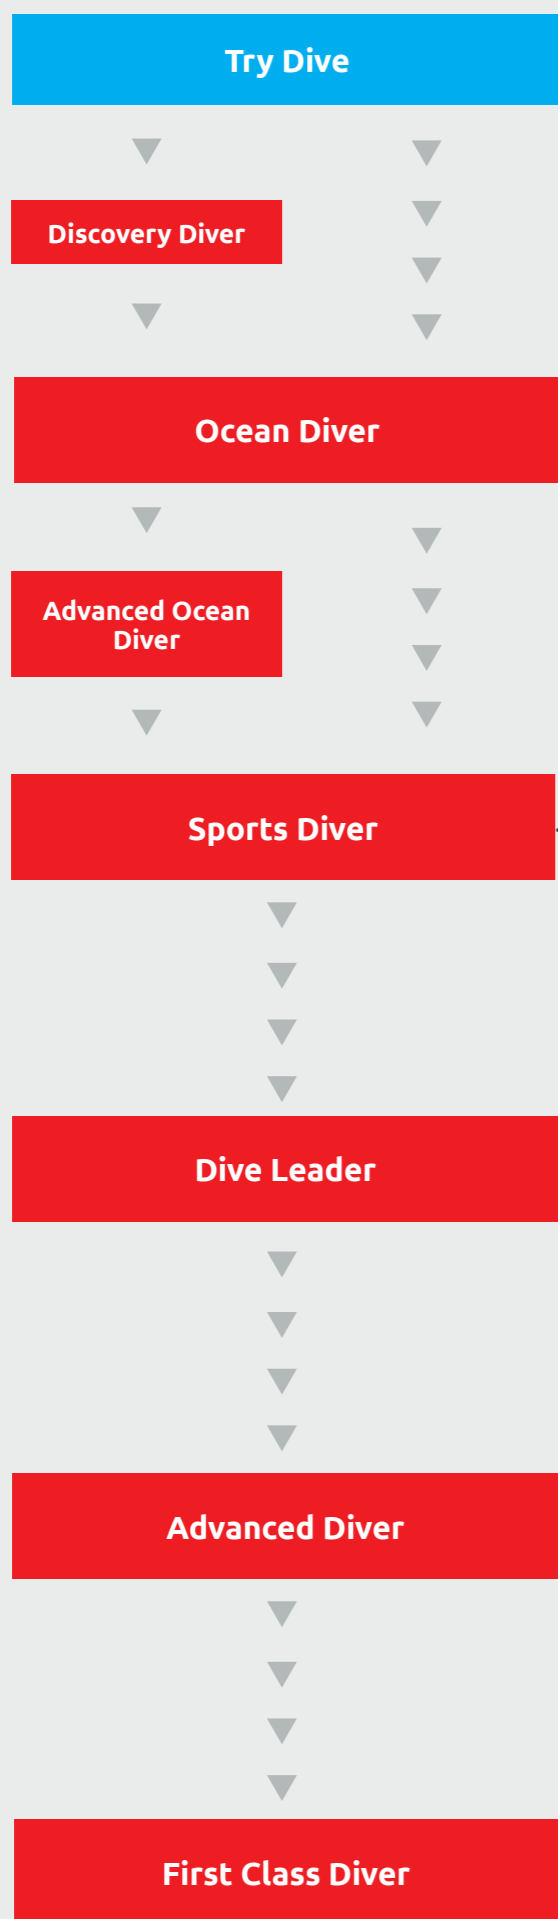 Try Dive
Discovery Diver
Ocean Diver
Advanced Ocean
Diver
Sports Diver
Dive Leader
Advanced Diver
First Class Diver